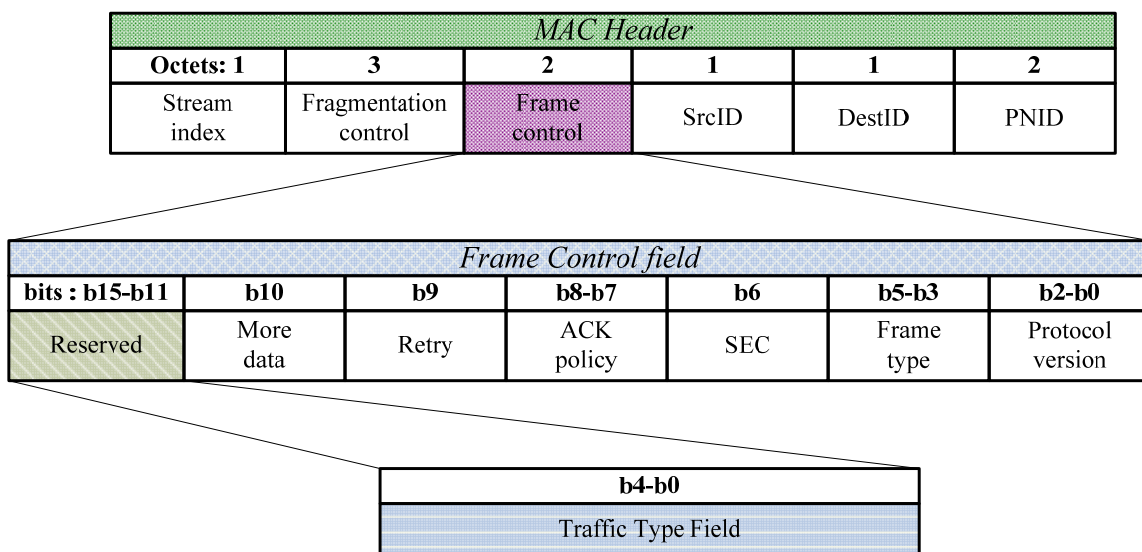 MAC Header
Octets: 1 3 2 1 1 2
Stream index Fragmentation control Frame control SrcID DestID PNID
Frame Control field
bits : b15-b11 b10 b9 b8-b7 b6 b5-b3 b2-b0
Reserved More data Retry ACK policy SEC Frame type Protocol version
b4-b0
Traffic Type Field